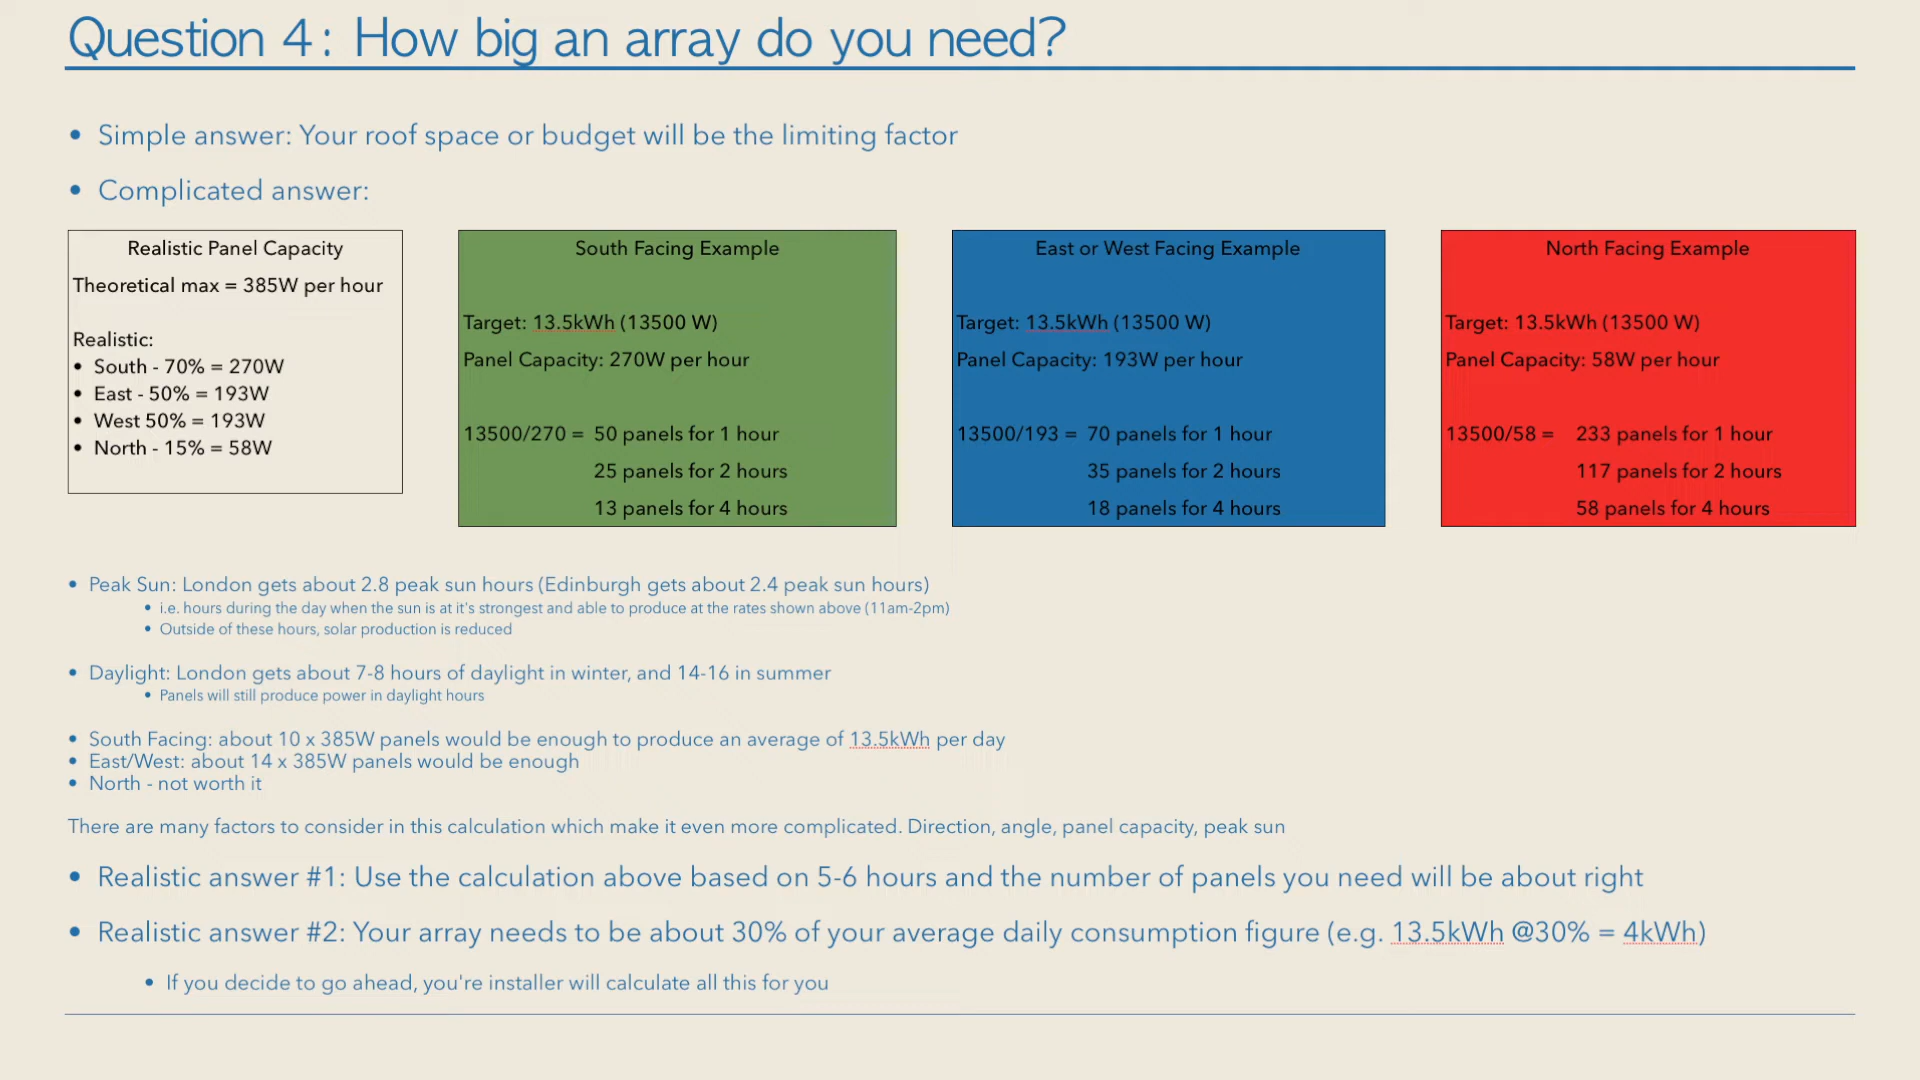 Question 4: How big an array do you need?
• Simple answer: Your roof space or budget will be the limiting factor
• Complicated answer:
Realistic Panel Capacity
Theoretical max = 385W per hour
Realistic:
• South - 70% = 270W
• East - 50% = 193W
• West 50% = 193W
• North - 15% = 58W
South Facing Example
Target: 13.5kWh (13500 W)
Panel Capacity: 270W per hour
13500/270 = 50 panels for 1 hour
25 panels for 2 hours
13 panels for 4 hours
East or West Facing Example
Target: 13.5kWh (13500 W)
Panel Capacity: 193W per hour
13500/193 = 70 panels for 1 hour
35 panels for 2 hours
18 panels for 4 hours
North Facing Example
Target: 13.5kWh (13500 W)
Panel Capacity: 58W per hour
13500/58 = 233 panels for 1 hour
117 panels for 2 hours
58 panels for 4 hours
• Peak Sun: London gets about 2.8 peak sun hours (Edinburgh gets about 2.4 peak sun hours)
• i.e. hours during the day when the sun is at it's strongest and able to produce at the rates shown above (11am-2pm)
• Outside of these hours, solar production is reduced
• Daylight: London gets about 7-8 hours of daylight in winter, and 14-16 in summer
• Panels will still produce power in daylight hours
• South Facing: about 10 x 385W panels would be enough to produce an average of 13.5kWh per day
• East/West: about 14 x 385W panels would be enough
• North - not worth it
There are many factors to consider in this calculation which make it even more complicated. Direction, angle, panel capacity, peak sun
• Realistic answer #1: Use the calculation above based on 5-6 hours and the number of panels you need will be about right
• Realistic answer #2: Your array needs to be about 30% of your average daily consumption figure (e.g. 13.5kWh @30% = 4kWh)
• If you decide to go ahead, you're installer will calculate all this for you